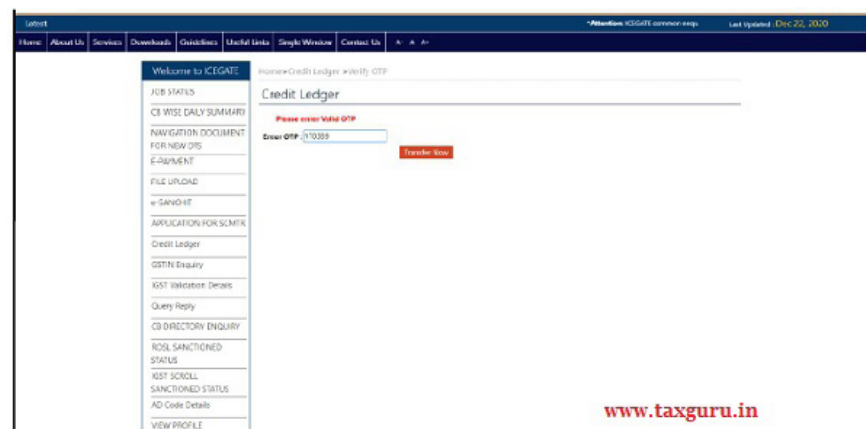 Latest
*Attention: ICEGATE common enqu
Last Updated : Dec 22, 2020
Home About Us Services Downloads Guidelines Useful Links Single Window Contact Us A- A A+
Welcome to ICEGATE
Home▸Credit Ledger ▸Verify OTP
JOB STATUS
Credit Ledger
CB WISE DAILY SUMMARY
Please enter Valid OTP
NAVIGATION DOCUMENT
FOR NEW OTS
Enter OTP :
Transfer Now
E-PAYMENT
FILE UPLOAD
e-SANCHIT
APPLICATION FOR SCMTR
Credit Ledger
GSTIN Enquiry
IGST Validation Details
Query Reply
CB DIRECTORY ENQUIRY
ROSL SANCTIONED
STATUS
IGST SCROLL
SANCTIONED STATUS
AD Code Details
VIEW PROFILE
www.taxguru.in